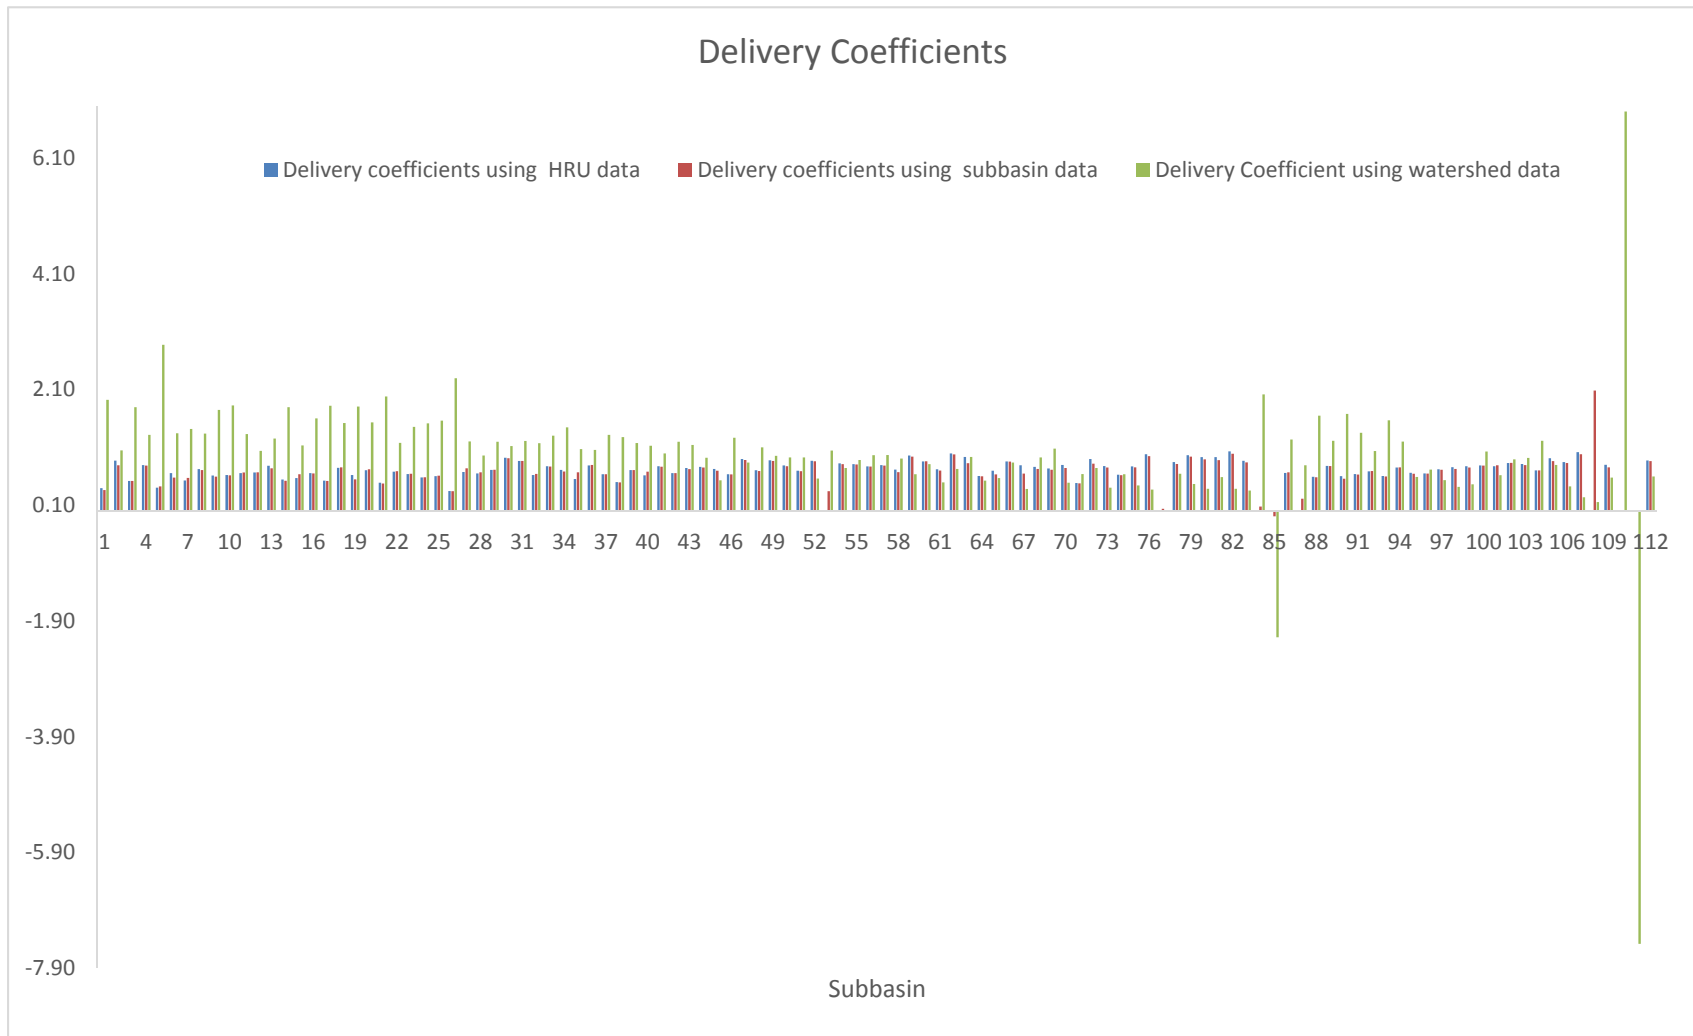 Delivery Coefficients
Delivery coefficients using HRU data Delivery coefficients using subbasin data Delivery Coefficient using watershed data
6.10
4.10
2.10
0.10
1 4 7 10 13 16 19 22 25 28 31 34 37 40 43 46 49 52 55 58 61 64 67 70 73 76 79 82 85 88 91 94 97 100 103 106 109 112
-1.90
-3.90
-5.90
-7.90
Subbasin